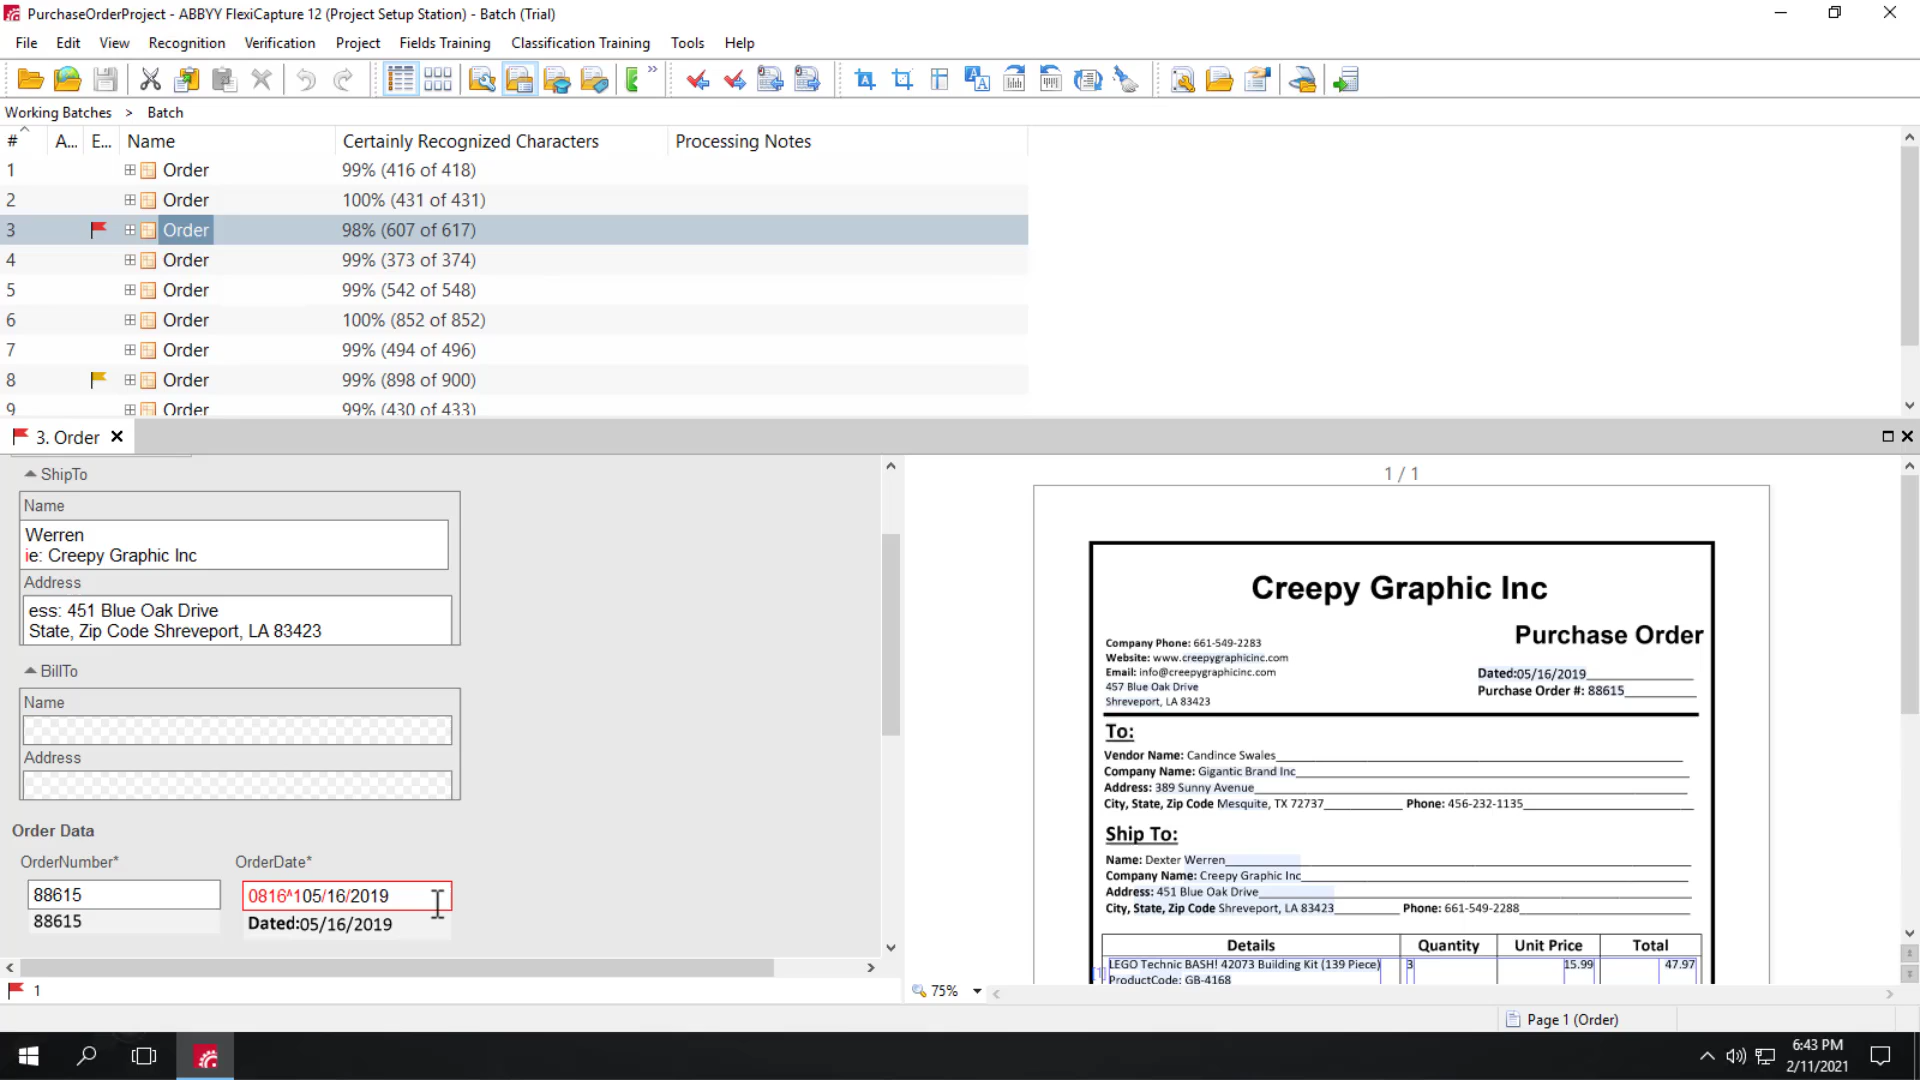 PurchaseOrderProject - ABBYY FlexiCapture 12 (Project Setup Station) - Batch (Trial)
File Edit View Recognition Verification Project Fields Training Classification Training Tools Help
Working Batches > Batch
# A... E... Name Certainly Recognized Characters Processing Notes
1 Order 99% (416 of 418)
2 Order 100% (431 of 431)
3 Order 98% (607 of 617)
4 Order 99% (373 of 374)
5 Order 99% (542 of 548)
6 Order 100% (852 of 852)
7 Order 99% (494 of 496)
8 Order 99% (898 of 900)
9 Order 99% (430 of 433)
3. Order
ShipTo
Name
Werren
ie: Creepy Graphic Inc
Address
ess: 451 Blue Oak Drive
State, Zip Code Shreveport, LA 83423
BillTo
Name
Address
Order Data
OrderNumber* OrderDate*
88615 0816^105/16/2019
88615 Dated:05/16/2019
1
1 / 1
Creepy Graphic Inc
Purchase Order
Company Phone: 661-549-2283
Website: www.creepygraphicinc.com
Email: info@creepygraphicinc.com
457 Blue Oak Drive
Shreveport, LA 83423
Dated:05/16/2019
Purchase Order #: 88615
To:
Vendor Name: Candince Swales
Company Name: Gigantic Brand Inc
Address: 389 Sunny Avenue
City, State, Zip Code Mesquite, TX 72737 Phone: 456-232-1135
Ship To:
Name: Dexter Werren
Company Name: Creepy Graphic Inc
Address: 451 Blue Oak Drive
City, State, Zip Code Shreveport, LA 83423 Phone: 661-549-2288
Details Quantity Unit Price Total
[1] LEGO Technic BASH! 42073 Building Kit (139 Piece) 3 15.99 47.97
ProductCode: GB-4168
75%
Page 1 (Order)
6:43 PM
2/11/2021